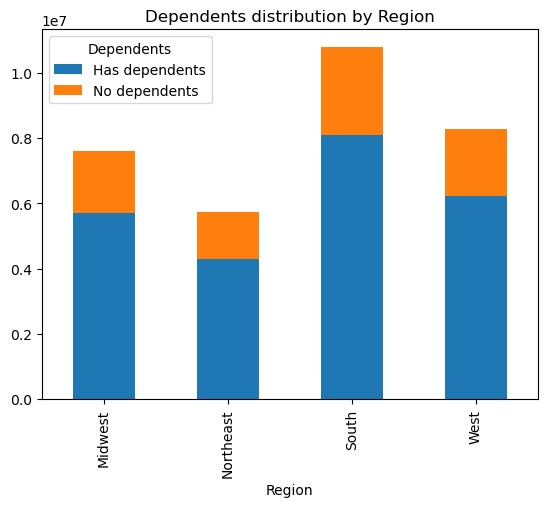 Dependents distribution by Region
1e7
Dependents
Has dependents
No dependents
1.0
0.8
0.6
0.4
0.2
0.0
Midwest
Northeast
South
West
Region